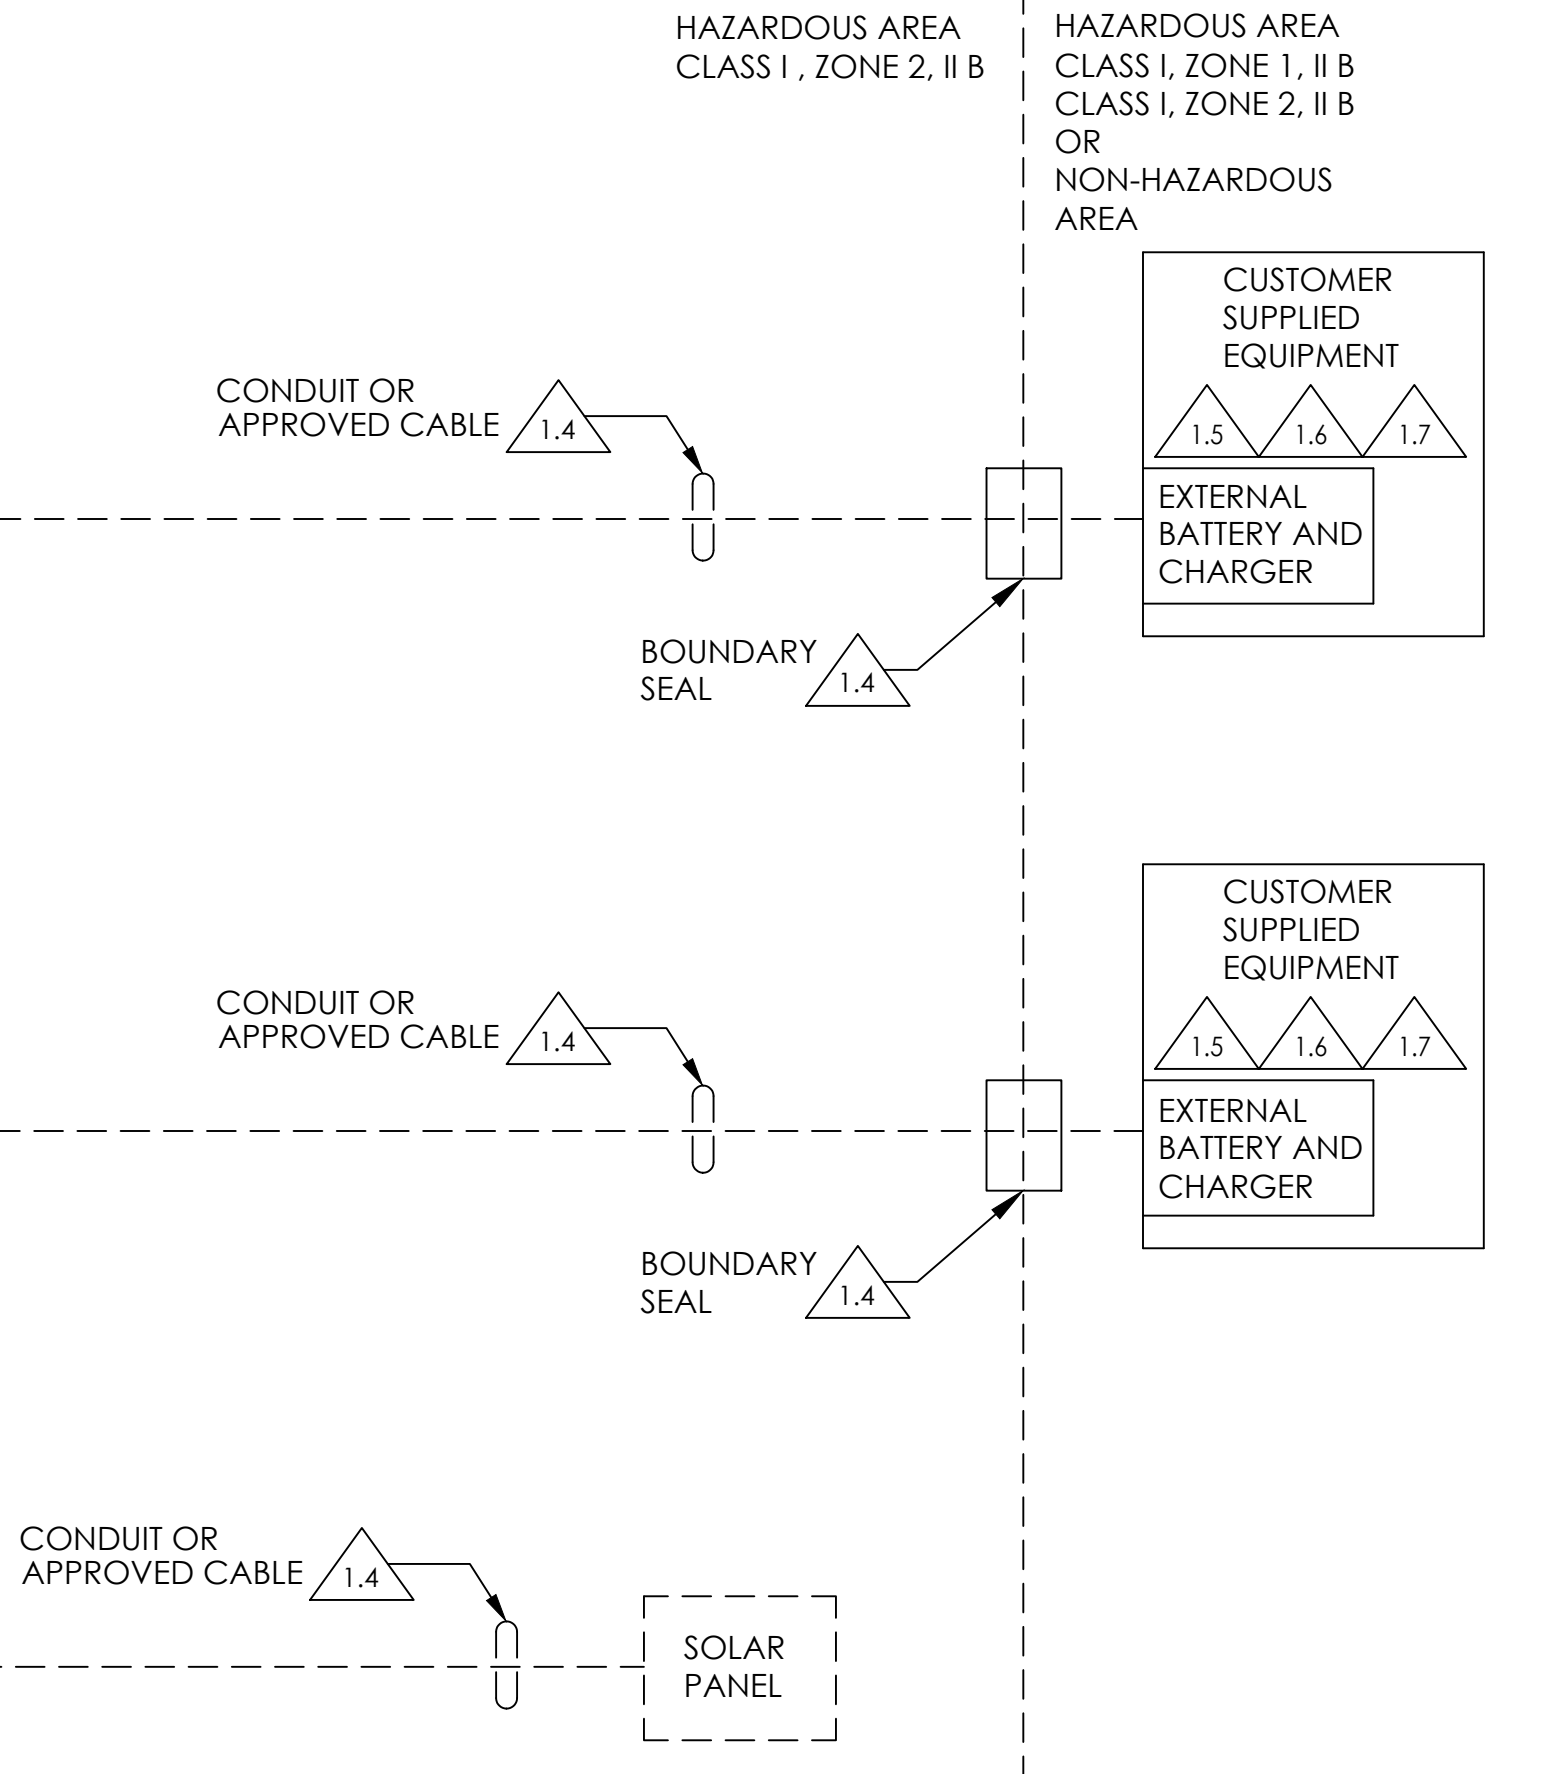 HAZARDOUS AREA
CLASS I , ZONE 2, II B
HAZARDOUS AREA
CLASS I, ZONE 1, II B
CLASS I, ZONE 2, II B
OR
NON-HAZARDOUS
AREA
CUSTOMER
SUPPLIED
EQUIPMENT
1.5 1.6 1.7
EXTERNAL
BATTERY AND
CHARGER
CONDUIT OR
APPROVED CABLE
1.4
BOUNDARY
SEAL
1.4
CUSTOMER
SUPPLIED
EQUIPMENT
1.5 1.6 1.7
EXTERNAL
BATTERY AND
CHARGER
CONDUIT OR
APPROVED CABLE
1.4
BOUNDARY
SEAL
1.4
CONDUIT OR
APPROVED CABLE
1.4
SOLAR
PANEL